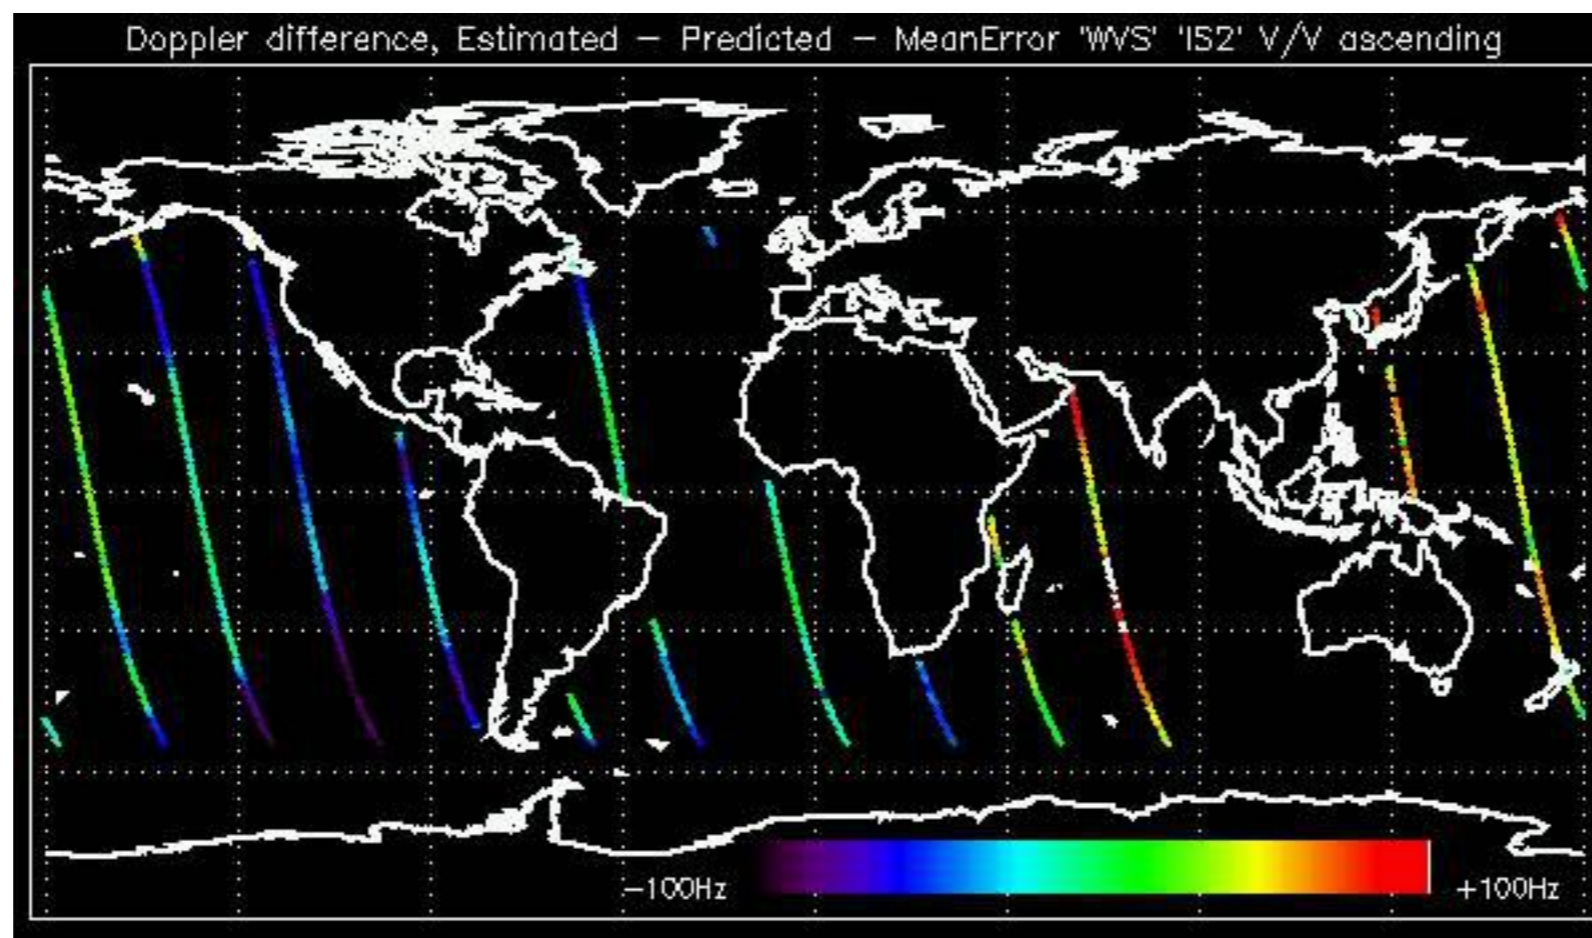 Doppler difference, Estimated – Predicted – MeanError 'WVS' 'IS2' V/V ascending
–100Hz
+100Hz